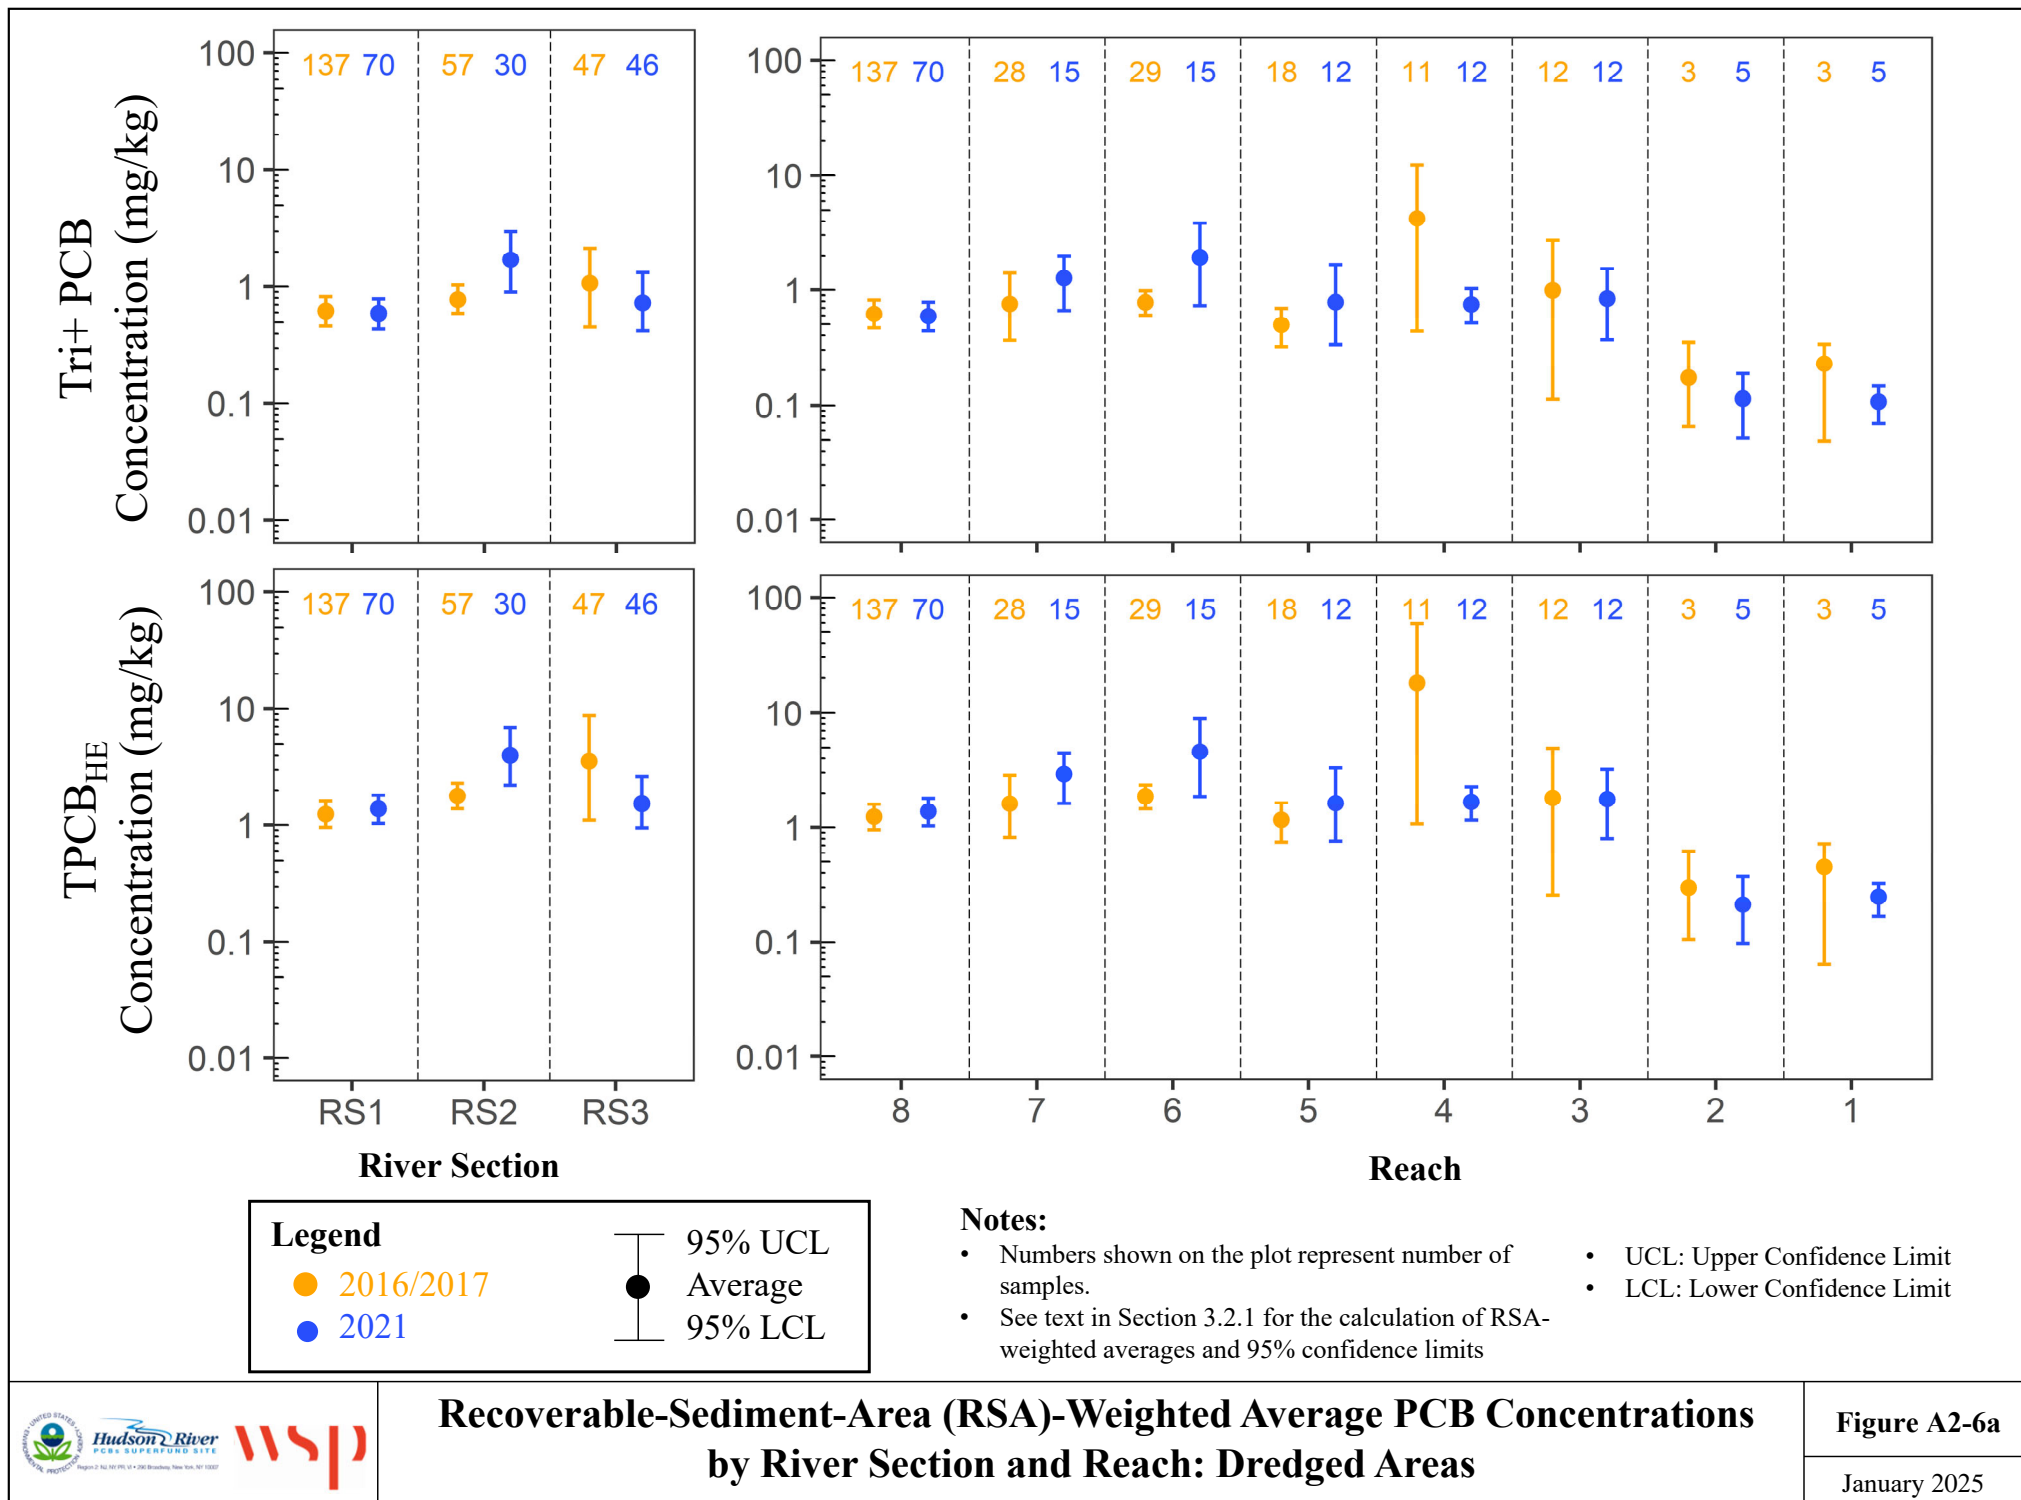 Tri+ PCB
Concentration (mg/kg)
100
10
1
0.1
0.01
137 70 57 30 47 46
100
10
1
0.1
0.01
137 70 28 15 29 15 18 12 11 12 12 12 3 5 3 5
TPCB_HE
Concentration (mg/kg)
100
10
1
0.1
0.01
137 70 57 30 47 46
RS1 RS2 RS3
River Section
100
10
1
0.1
0.01
137 70 28 15 29 15 18 12 11 12 12 12 3 5 3 5
8 7 6 5 4 3 2 1
Reach
Legend
2016/2017
2021
95% UCL
Average
95% LCL
Notes:
• Numbers shown on the plot represent number of
samples.
• See text in Section 3.2.1 for the calculation of RSA-
weighted averages and 95% confidence limits
• UCL: Upper Confidence Limit
• LCL: Lower Confidence Limit
UNITED STATES
Hudson River
PCBs SUPERFUND SITE
wsp
Recoverable-Sediment-Area (RSA)-Weighted Average PCB Concentrations
by River Section and Reach: Dredged Areas
Figure A2-6a
January 2025